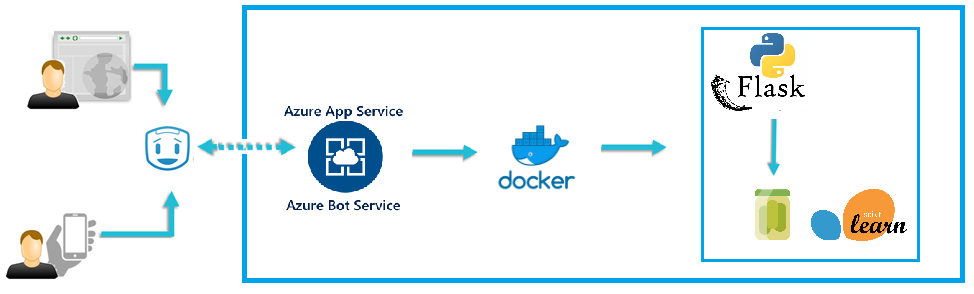 Azure App Service
Azure Bot Service
docker
Flask
learn